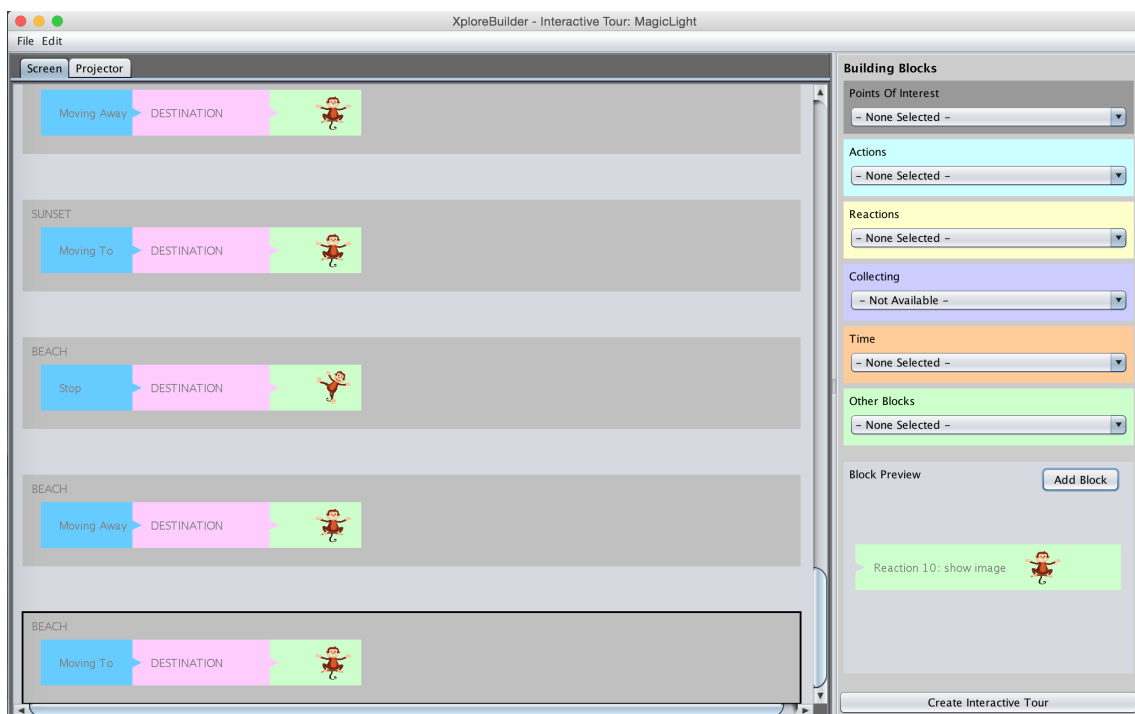 XploreBuilder - Interactive Tour: MagicLight
File Edit
Screen Projector
Moving Away DESTINATION
SUNSET
Moving To DESTINATION
BEACH
Stop DESTINATION
BEACH
Moving Away DESTINATION
BEACH
Moving To DESTINATION
Building Blocks
Points Of Interest
- None Selected -
Actions
- None Selected -
Reactions
- None Selected -
Collecting
- Not Available -
Time
- None Selected -
Other Blocks
- None Selected -
Block Preview
Add Block
Reaction 10: show image
Create Interactive Tour